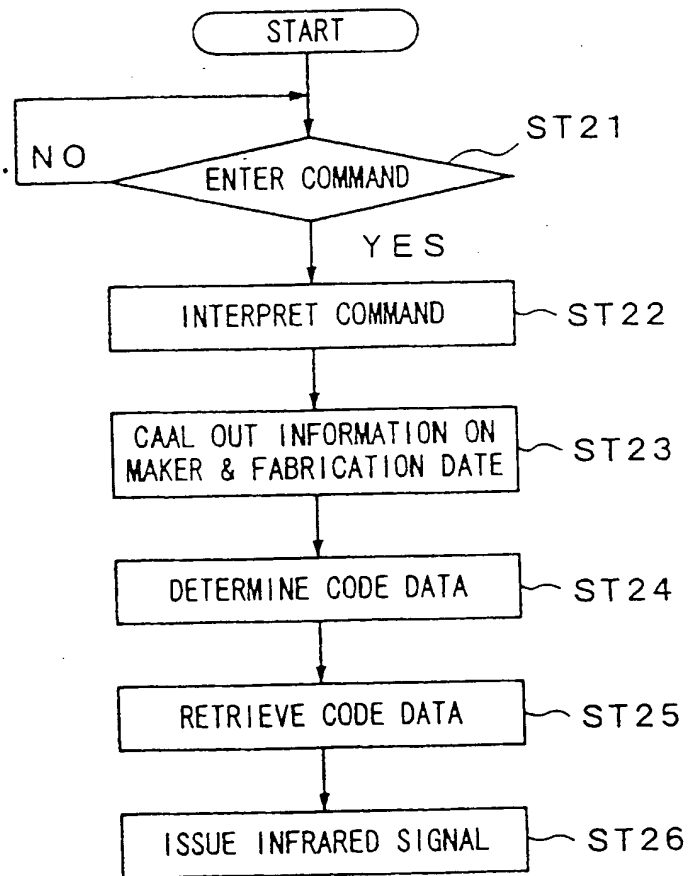 START
ST21
NO
ENTER COMMAND
YES
INTERPRET COMMAND
ST22
CAAL OUT INFORMATION ON
MAKER & FABRICATION DATE
ST23
DETERMINE CODE DATA
ST24
RETRIEVE CODE DATA
ST25
ISSUE INFRARED SIGNAL
ST26